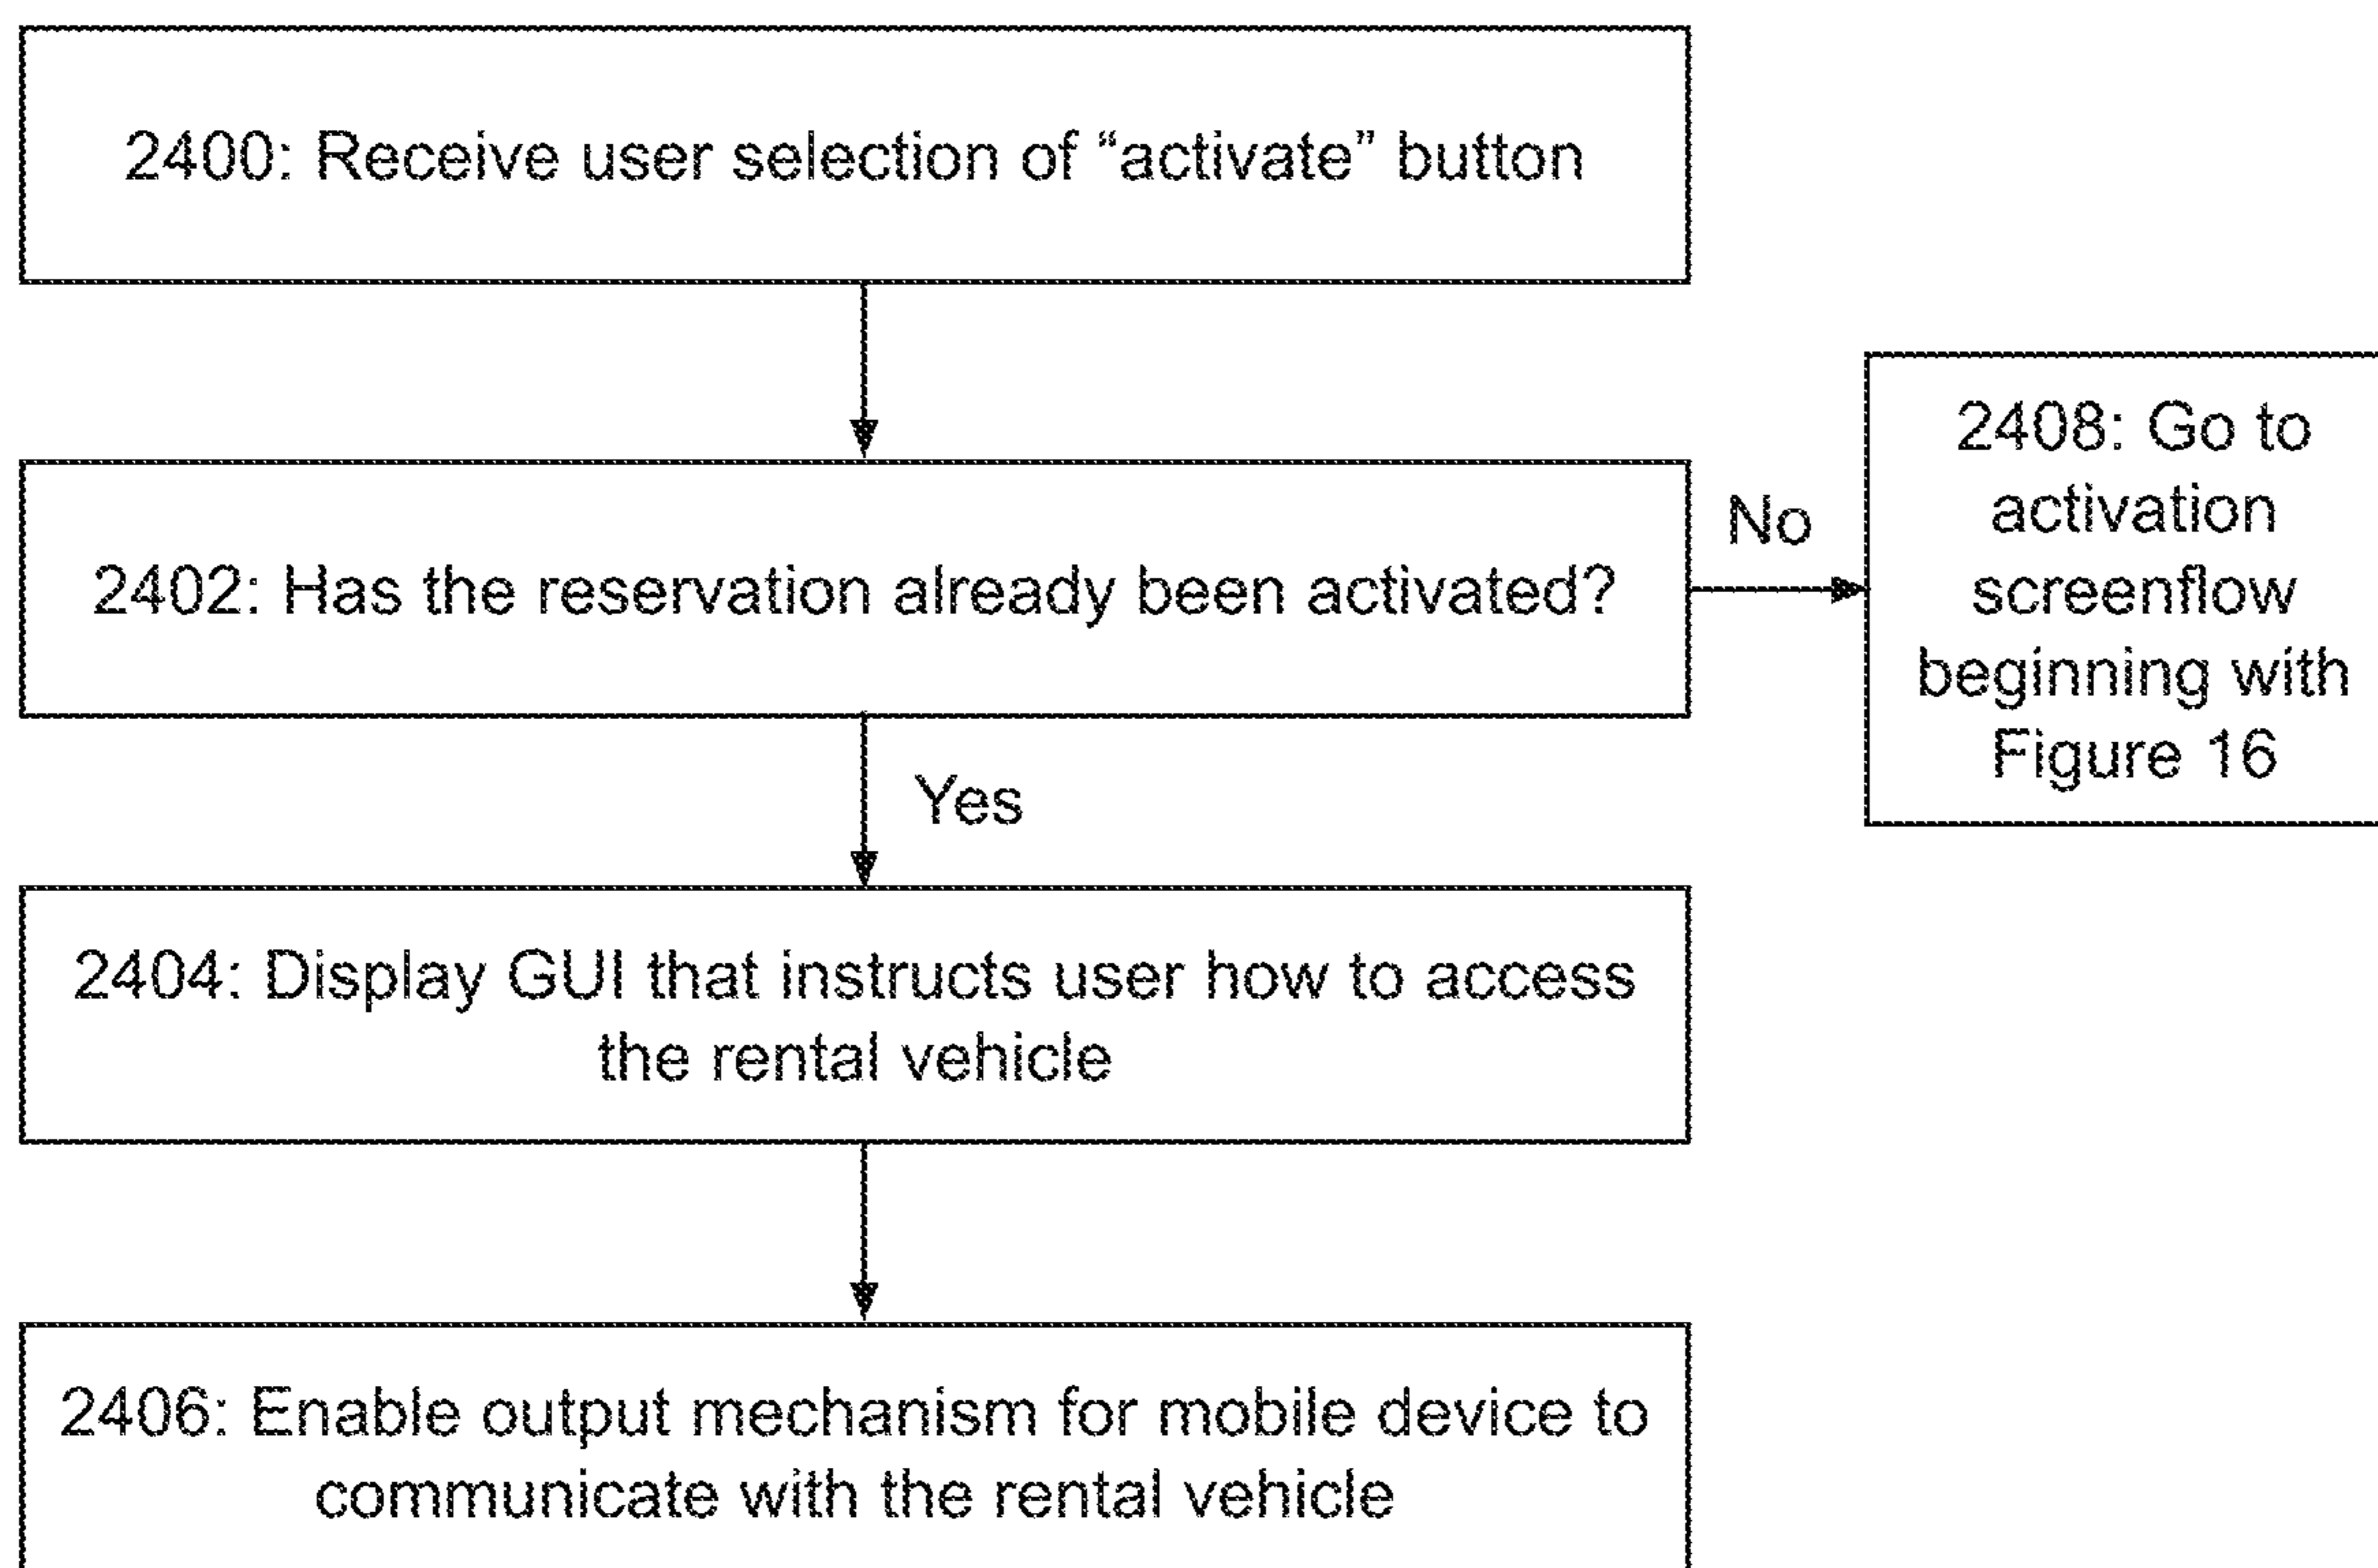 2400: Receive user selection of “activate” button
2402: Has the reservation already been activated?
No
2408: Go to
activation
screenflow
beginning with
Figure 16
Yes
2404: Display GUI that instructs user how to access
the rental vehicle
2406: Enable output mechanism for mobile device to
communicate with the rental vehicle